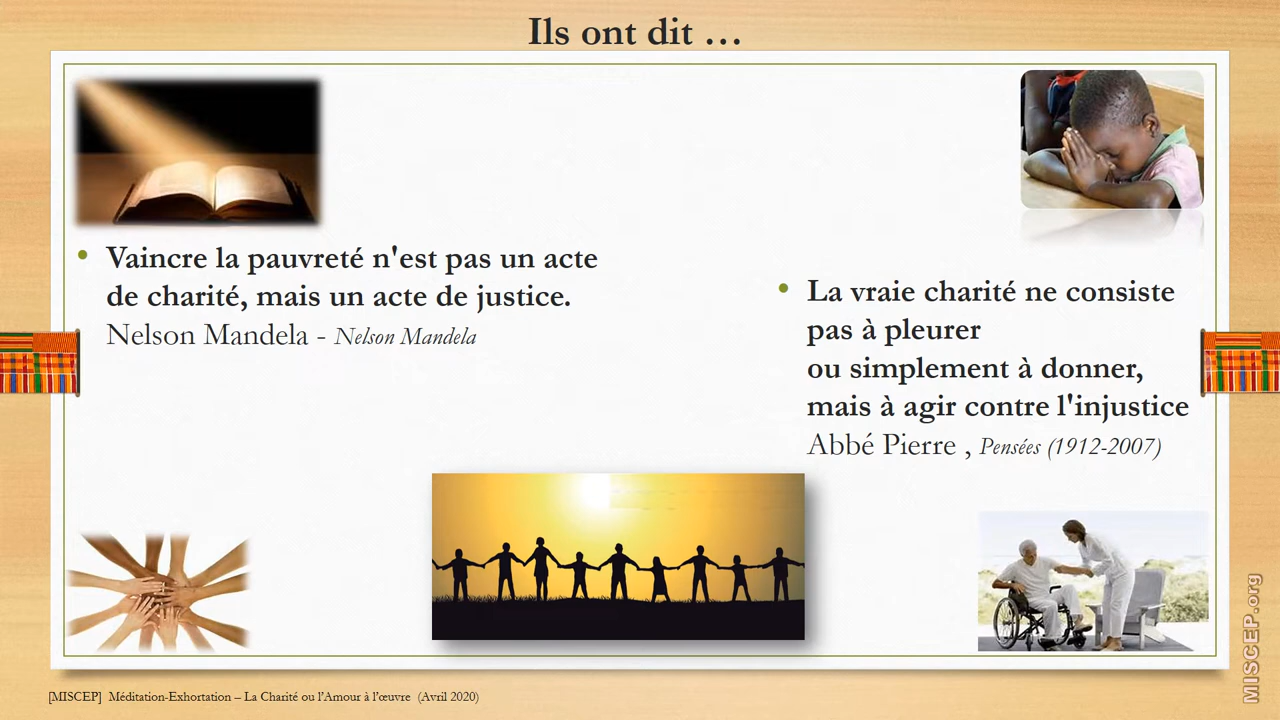 Ils ont dit …
• Vaincre la pauvreté n'est pas un acte
de charité, mais un acte de justice.
Nelson Mandela - Nelson Mandela
• La vraie charité ne consiste
pas à pleurer
ou simplement à donner,
mais à agir contre l'injustice
Abbé Pierre , Pensées (1912-2007)
MISCEP.org
[MISCEP] Méditation-Exhortation – La Charité ou l'Amour à l'œuvre (Avril 2020)